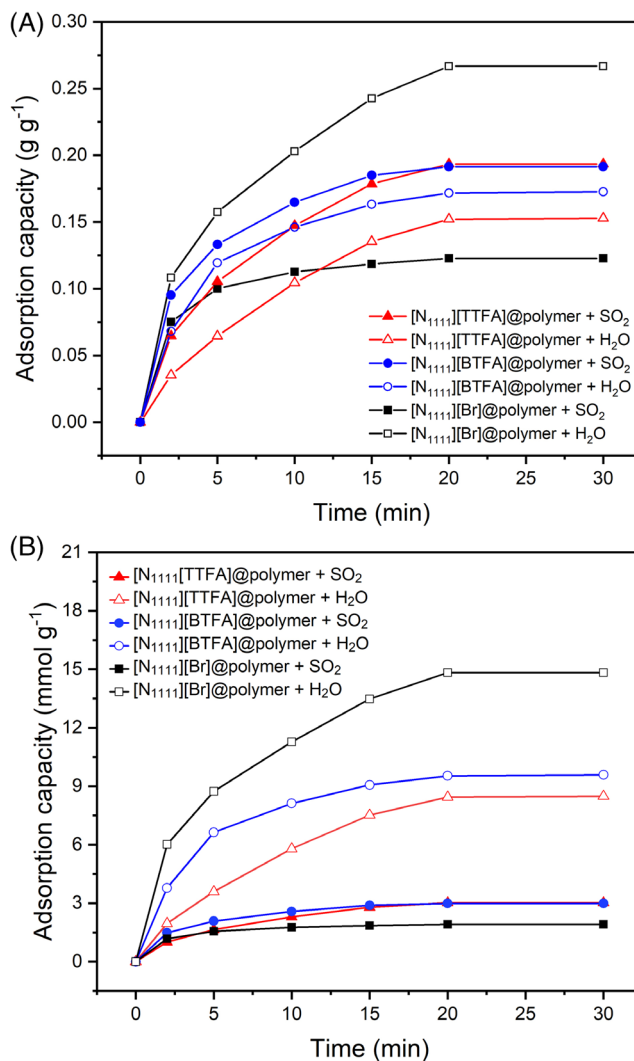 (A)
0.30
0.25
0.20
0.15
0.10
0.05
0.00
Adsorption capacity (g g⁻¹)
[N₁₁₁₁][TTFA]@polymer + SO₂
[N₁₁₁₁][TTFA]@polymer + H₂O
[N₁₁₁₁][BTFA]@polymer + SO₂
[N₁₁₁₁][BTFA]@polymer + H₂O
[N₁₁₁₁][Br]@polymer + SO₂
[N₁₁₁₁][Br]@polymer + H₂O
0 5 10 15 20 25 30
Time (min)
(B)
21
18
15
12
9
6
3
0
Adsorption capacity (mmol g⁻¹)
[N₁₁₁₁[TTFA]@polymer + SO₂
[N₁₁₁₁][TTFA]@polymer + H₂O
[N₁₁₁₁][BTFA]@polymer + SO₂
[N₁₁₁₁][BTFA]@polymer + H₂O
[N₁₁₁₁][Br]@polymer + SO₂
[N₁₁₁₁][Br]@polymer + H₂O
0 5 10 15 20 25 30
Time (min)